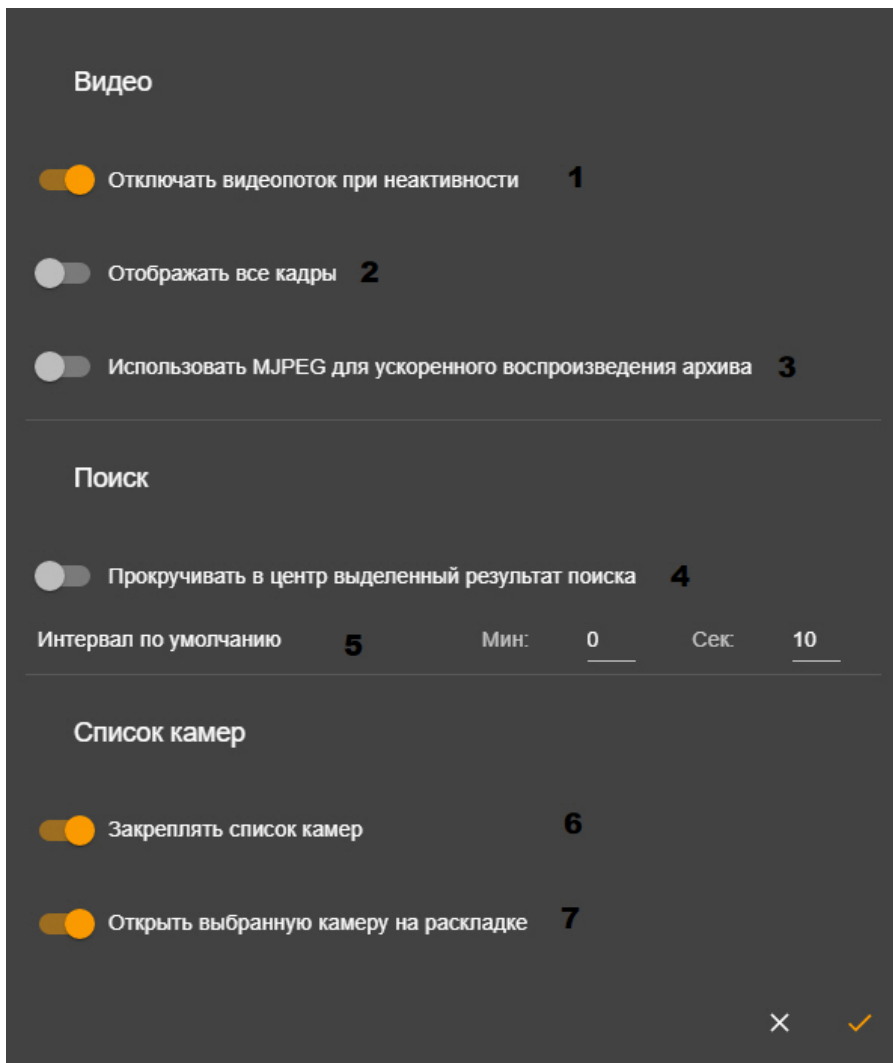 Видео
Отключать видеопоток при неактивности 1
Отображать все кадры 2
Использовать MJPEG для ускоренного воспроизведения архива 3
Поиск
Прокручивать в центр выделенный результат поиска 4
Интервал по умолчанию 5 Мин: 0 Сек: 10
Список камер
Закреплять список камер 6
Открыть выбранную камеру на раскладке 7